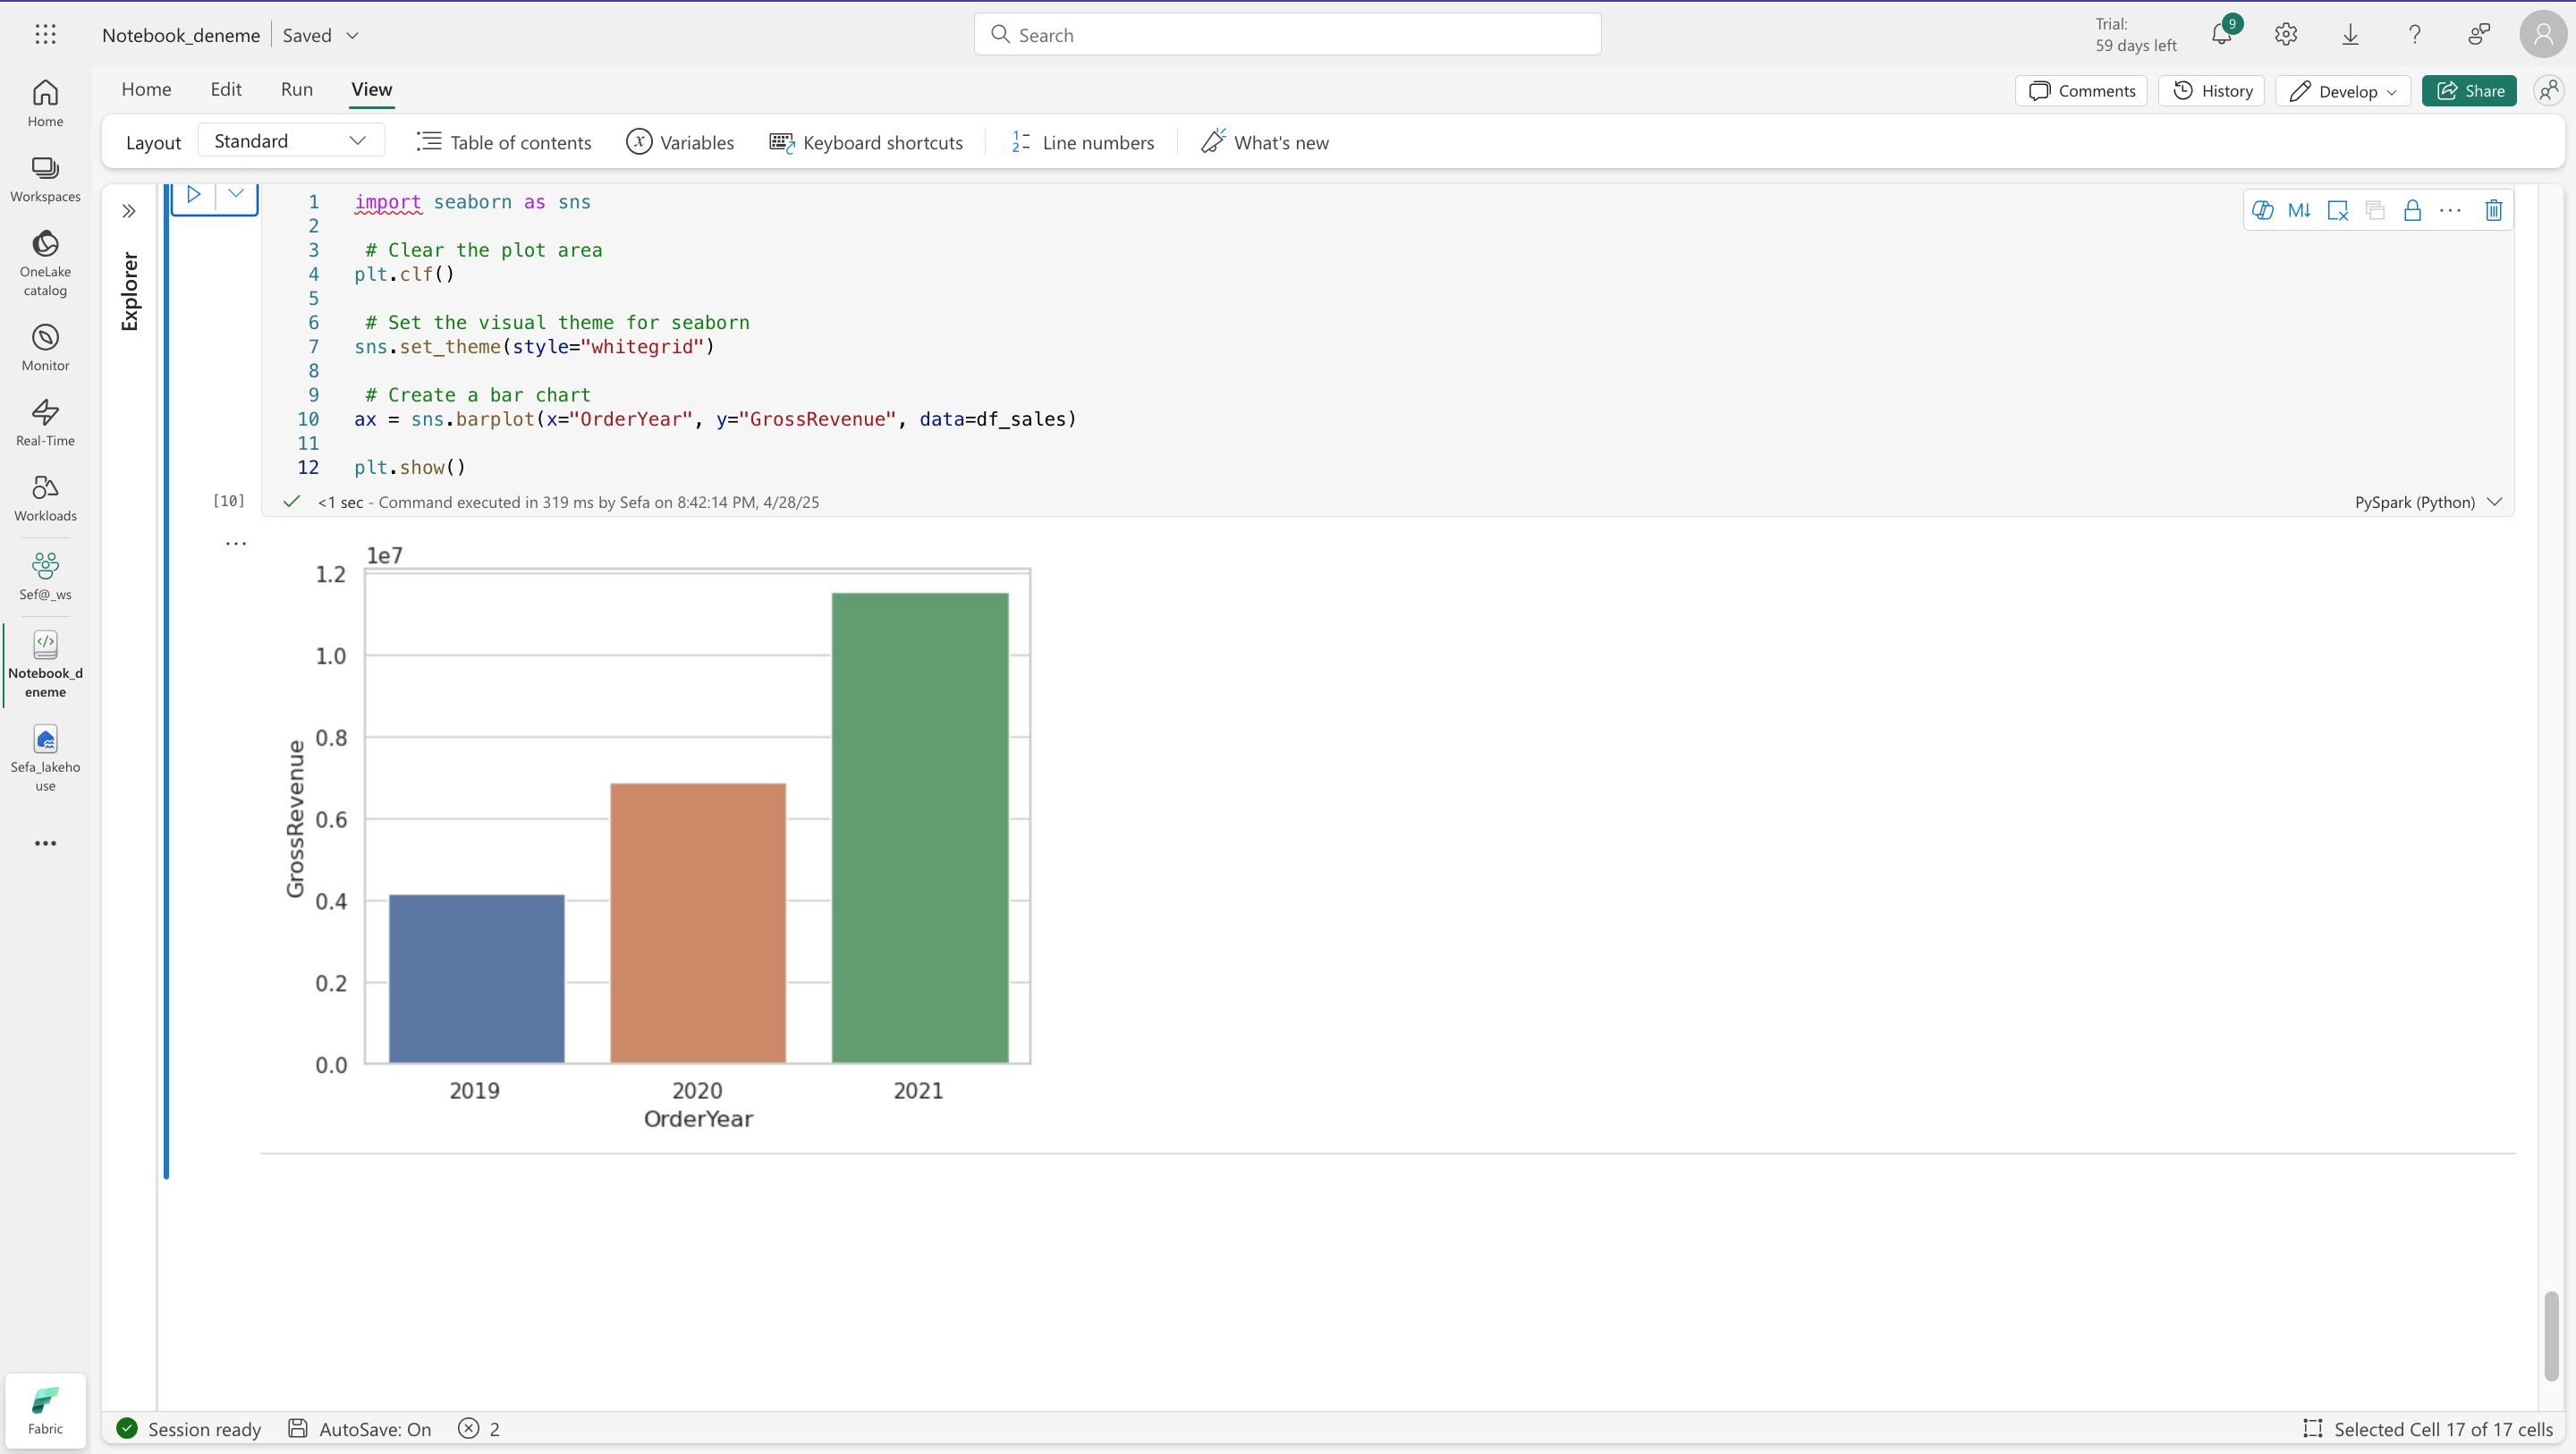 Notebook_deneme
Saved
Search
Trial:
59 days left
9
Home
Edit
Run
View
Comments
History
Develop
Share
Layout
Standard
Table of contents
Variables
Keyboard shortcuts
Line numbers
What's new
Home
Workspaces
OneLake
catalog
Monitor
Real-Time
Workloads
Sef@_ws
Notebook_d
eneme
Sefa_lakeho
use
Fabric
Explorer
1 import seaborn as sns
2
3 # Clear the plot area
4 plt.clf()
5
6 # Set the visual theme for seaborn
7 sns.set_theme(style="whitegrid")
8
9 # Create a bar chart
10 ax = sns.barplot(x="OrderYear", y="GrossRevenue", data=df_sales)
11
12 plt.show()
[10]
<1 sec - Command executed in 319 ms by Sefa on 8:42:14 PM, 4/28/25
PySpark (Python)
1e7
1.2
1.0
0.8
0.6
0.4
0.2
0.0
GrossRevenue
2019 2020 2021
OrderYear
Session ready
AutoSave: On
2
Selected Cell 17 of 17 cells